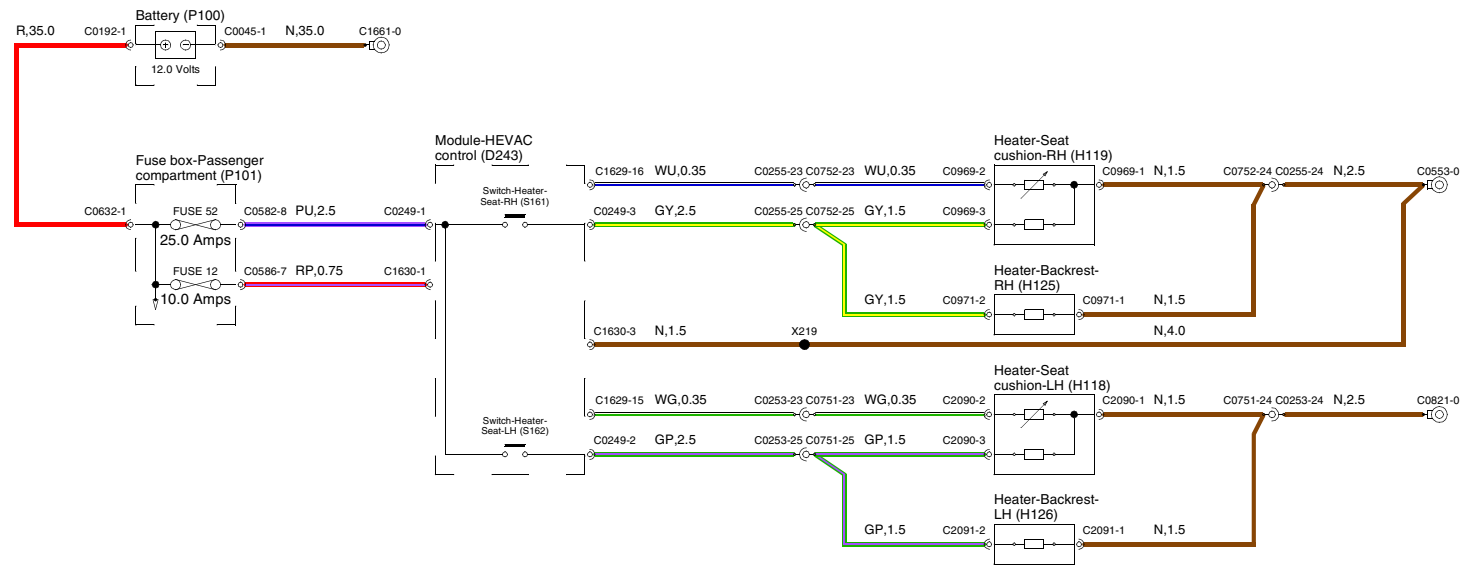 Battery (P100)
R,35.0
C0192-1
C0045-1
N,35.0
C1661-0
12.0 Volts
Fuse box-Passenger
compartment (P101)
C0632-1
FUSE 52
25.0 Amps
C0582-8
PU,2.5
C0249-1
FUSE 12
10.0 Amps
C0586-7
RP,0.75
C1630-1
Module-HEVAC
control (D243)
Switch-Heater-
Seat-RH (S161)
C1629-16
WU,0.35
C0255-23
C0752-23
WU,0.35
C0969-2
C0249-3
GY,2.5
C0255-25
C0752-25
GY,1.5
C0969-3
Heater-Seat
cushion-RH (H119)
C0969-1
N,1.5
C0752-24
C0255-24
N,2.5
C0553-0
Heater-Backrest-
RH (H125)
GY,1.5
C0971-2
C0971-1
N,1.5
C1630-3
N,1.5
X219
N,4.0
Switch-Heater-
Seat-LH (S162)
C1629-15
WG,0.35
C0253-23
C0751-23
WG,0.35
C2090-2
C0249-2
GP,2.5
C0253-25
C0751-25
GP,1.5
C2090-3
Heater-Seat
cushion-LH (H118)
C2090-1
N,1.5
C0751-24
C0253-24
N,2.5
C0821-0
Heater-Backrest-
LH (H126)
GP,1.5
C2091-2
C2091-1
N,1.5